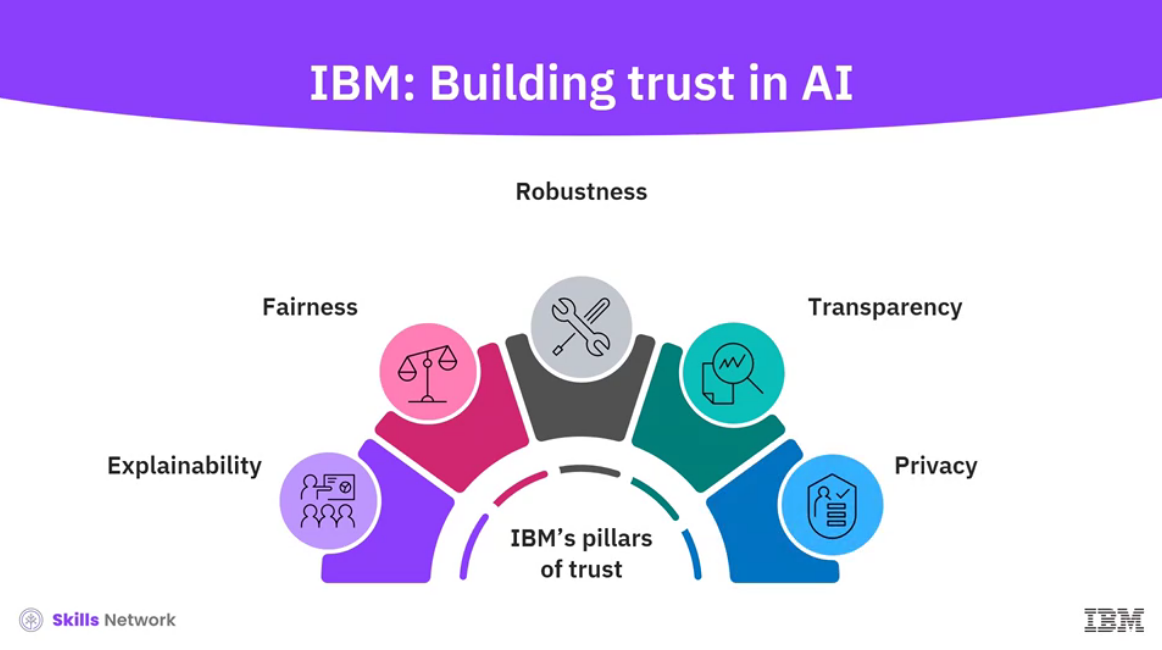 IBM: Building trust in AI
Robustness
Fairness
Transparency
Explainability
Privacy
IBM's pillars
of trust
Skills Network
IBM